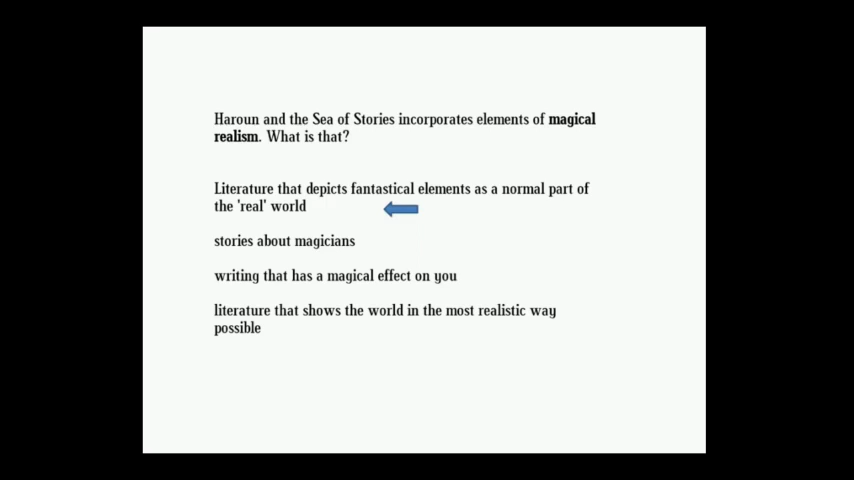 Haroun and the Sea of Stories incorporates elements of magical
realism. What is that?
Literature that depicts fantastical elements as a normal part of
the 'real' world
stories about magicians
writing that has a magical effect on you
literature that shows the world in the most realistic way
possible